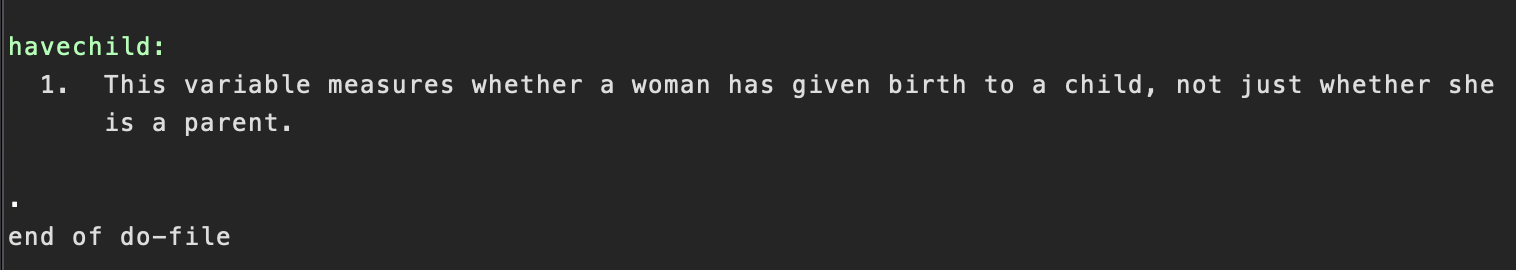 havechild:
1. This variable measures whether a woman has given birth to a child, not just whether she
is a parent.
.
end of do-file